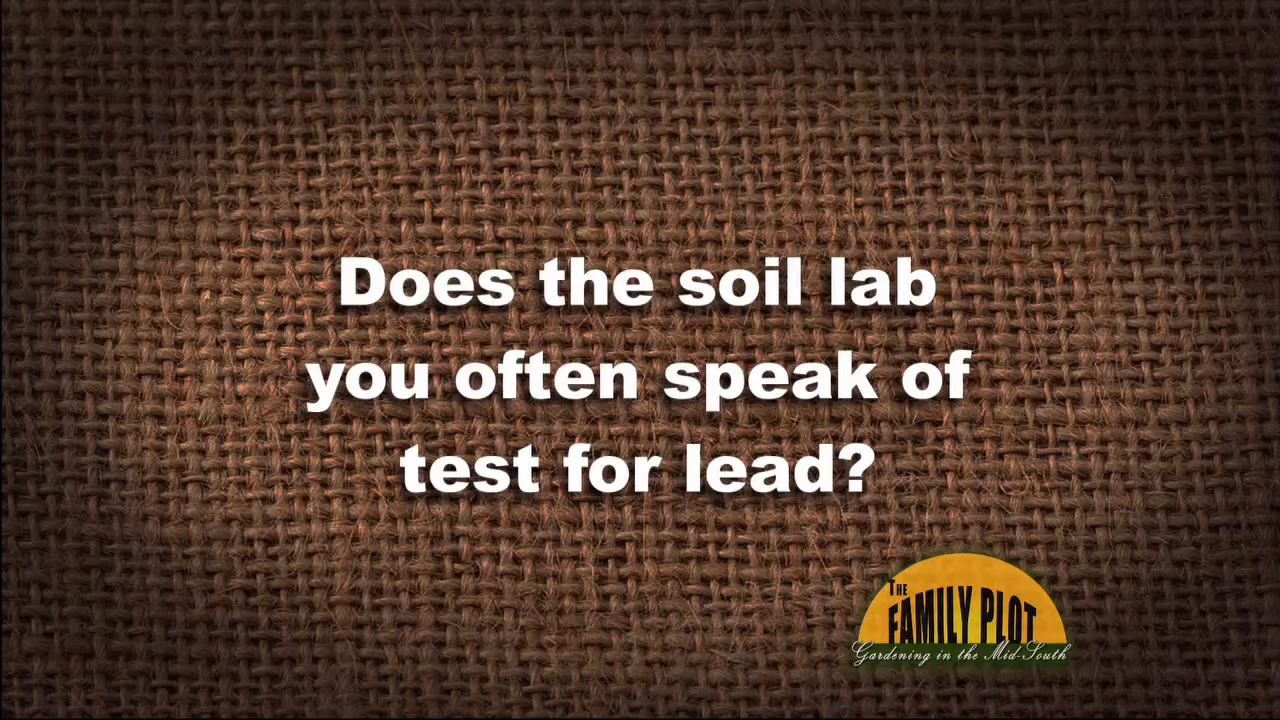 Does the soil lab
you often speak of
test for lead?
THE
FAMILY PLOT
Gardening in the Mid-South